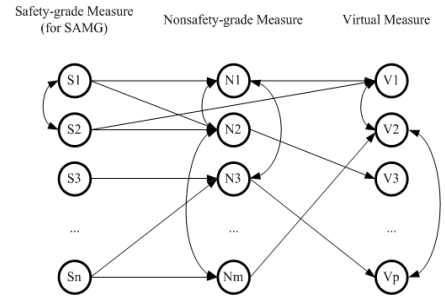 Safety-grade Measure Nonsafety-grade Measure Virtual Measure
(for SAMG)
S1 N1 V1
S2 N2 V2
S3 N3 V3
... ... ...
Sn Nm Vp